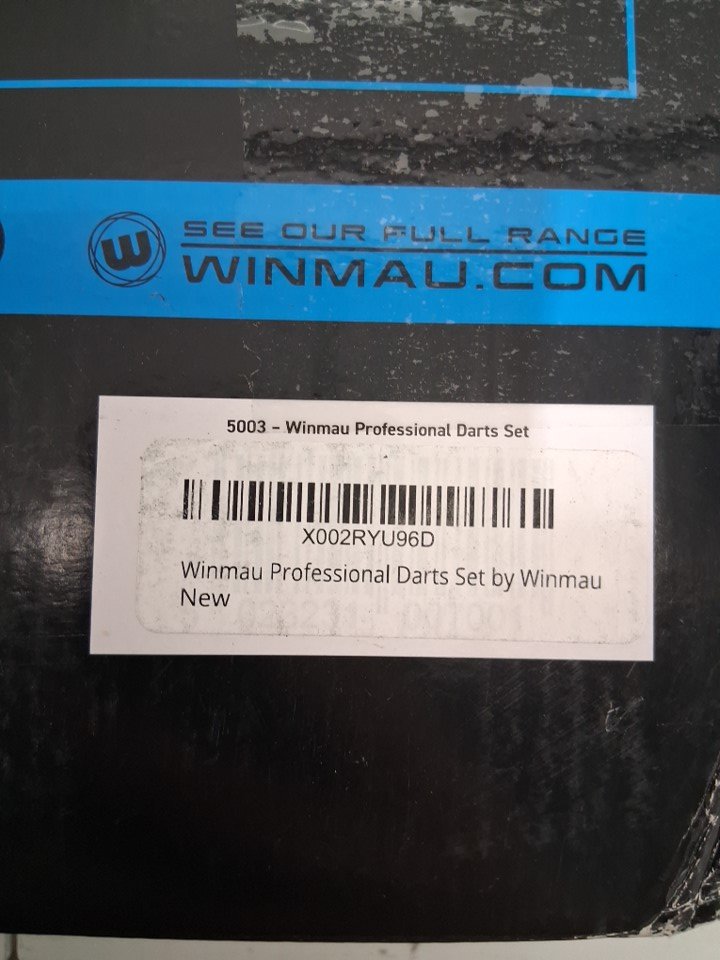 SEE OUR FULL RANGE
WINMAU.COM
5003 – Winmau Professional Darts Set
X002RYU96D
Winmau Professional Darts Set by Winmau
New